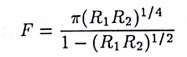 F = \frac{\pi(R_1R_2)^{1/4}}{1-(R_1R_2)^{1/2}}